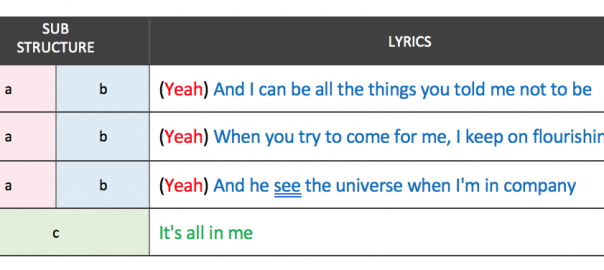 SUB
STRUCTURE
LYRICS
a b (Yeah) And I can be all the things you told me not to be
a b (Yeah) When you try to come for me, I keep on
a b (Yeah) And he see the universe when I'm in company
c It's all in me